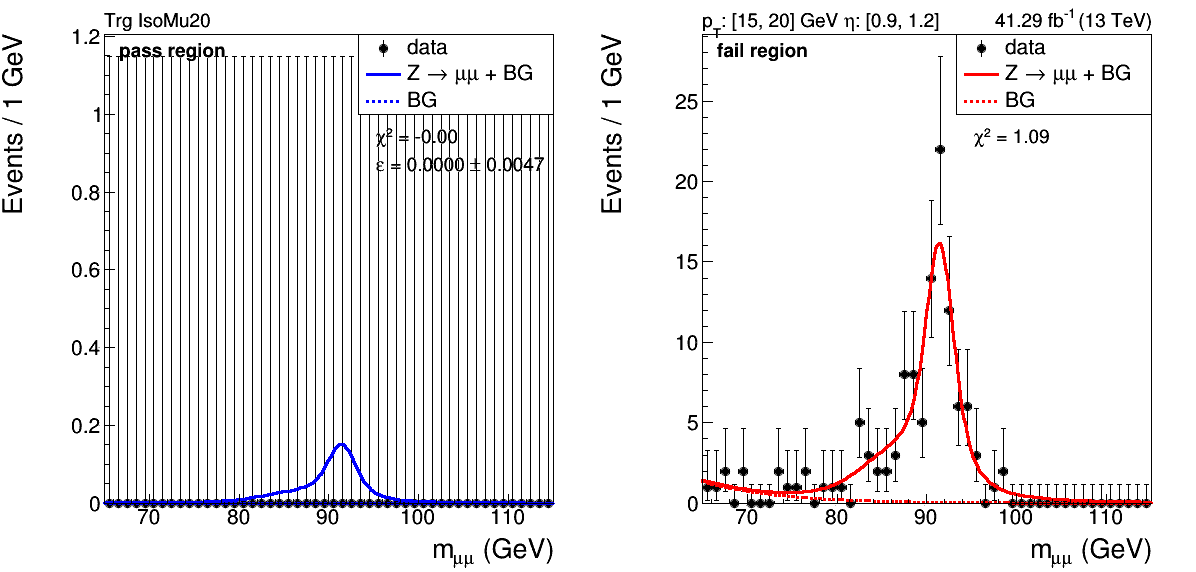 Trg IsoMu20
pass region
data
Z → μμ + BG
BG
χ² = -0.00
ε = 0.0000 ± 0.0047
Events / 1 GeV
1.2
1
0.8
0.6
0.4
0.2
0
70 80 90 100 110
mμμ (GeV)
pT: [15, 20] GeV η: [0.9, 1.2] 41.29 fb⁻¹ (13 TeV)
fail region
data
Z → μμ + BG
BG
χ² = 1.09
Events / 1 GeV
25
20
15
10
5
0
70 80 90 100 110
mμμ (GeV)